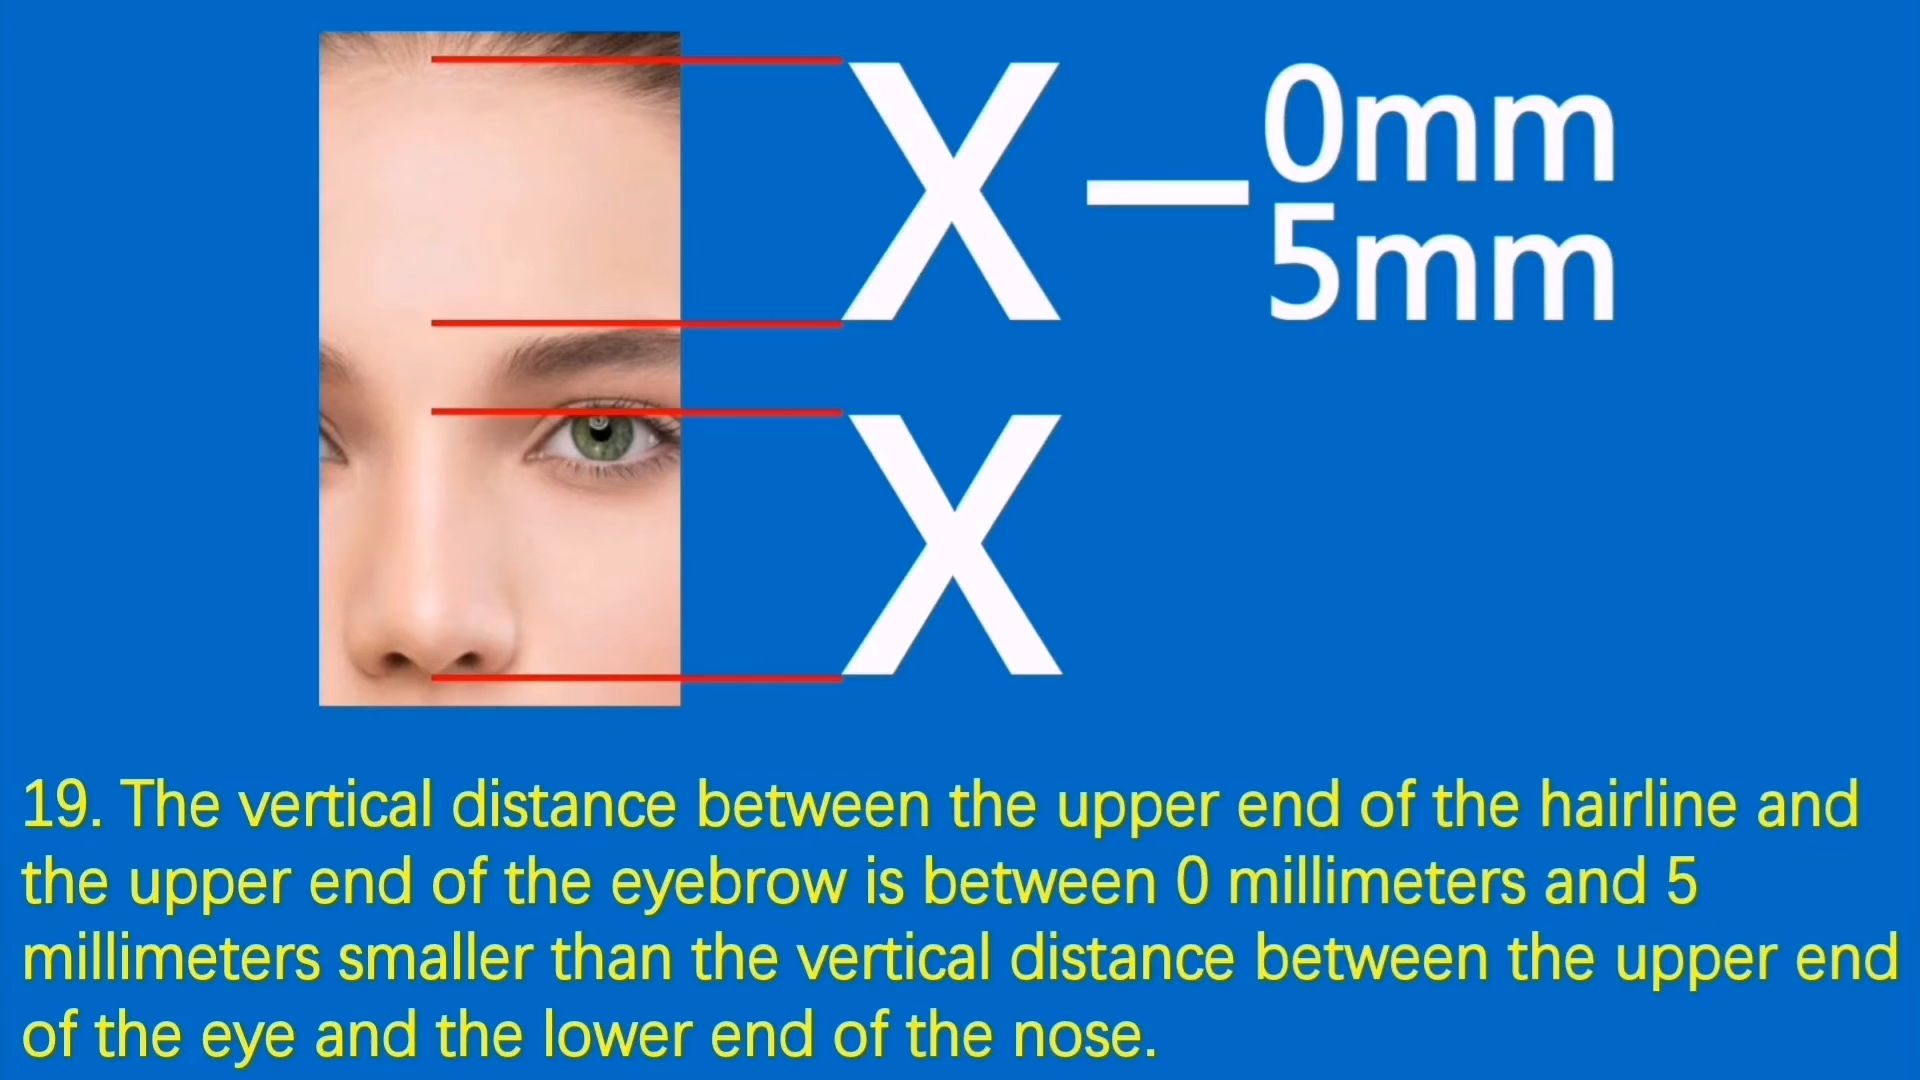 X — 0mm
5mm
X
19. The vertical distance between the upper end of the hairline and
the upper end of the eyebrow is between 0 millimeters and 5
millimeters smaller than the vertical distance between the upper end
of the eye and the lower end of the nose.